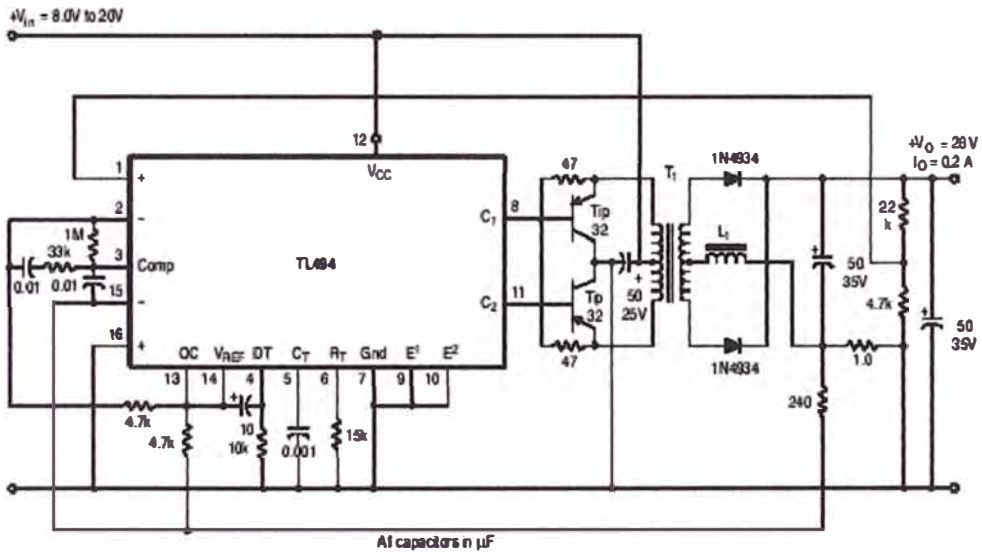 +Vin = 8.0V to 20V
12
VCC
1
+
2
−
1M
33k
3
Comp
0.01
0.01
15
−
16
+
TL494
C1
8
C2
11
OC
VREF
DT
CT
RT
Gnd
E1
E2
13
14
4
5
6
7
9
10
4.7k
4.7k
+
10
10k
0.001
15k
47
Tip
32
Tip
32
47
+
50
25V
T1
1N4934
L1
1N4934
+VO = 28V
IO = 0.2 A
22
k
+
50
35V
4.7k
+
50
35V
1.0
240
All capacitors in µF